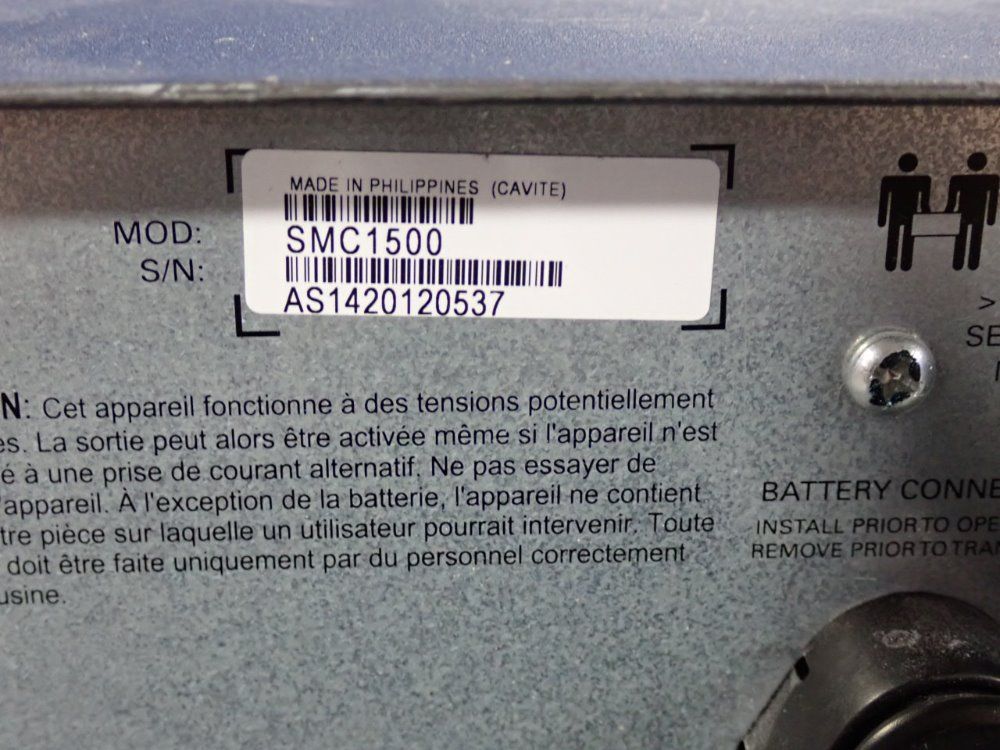 MADE IN PHILIPPINES (CAVITE)
MOD:
SMC1500
S/N:
AS1420120537
>
SE
N: Cet appareil fonctionne à des tensions potentiellement
es. La sortie peut alors être activée même si l'appareil n'est
é à une prise de courant alternatif. Ne pas essayer de
'appareil. À l'exception de la batterie, l'appareil ne contient
tre pièce sur laquelle un utilisateur pourrait intervenir. Toute
doit être faite uniquement par du personnel correctement
usine.
BATTERY CONNE
INSTALL PRIOR TO OPE
REMOVE PRIOR TO TRA